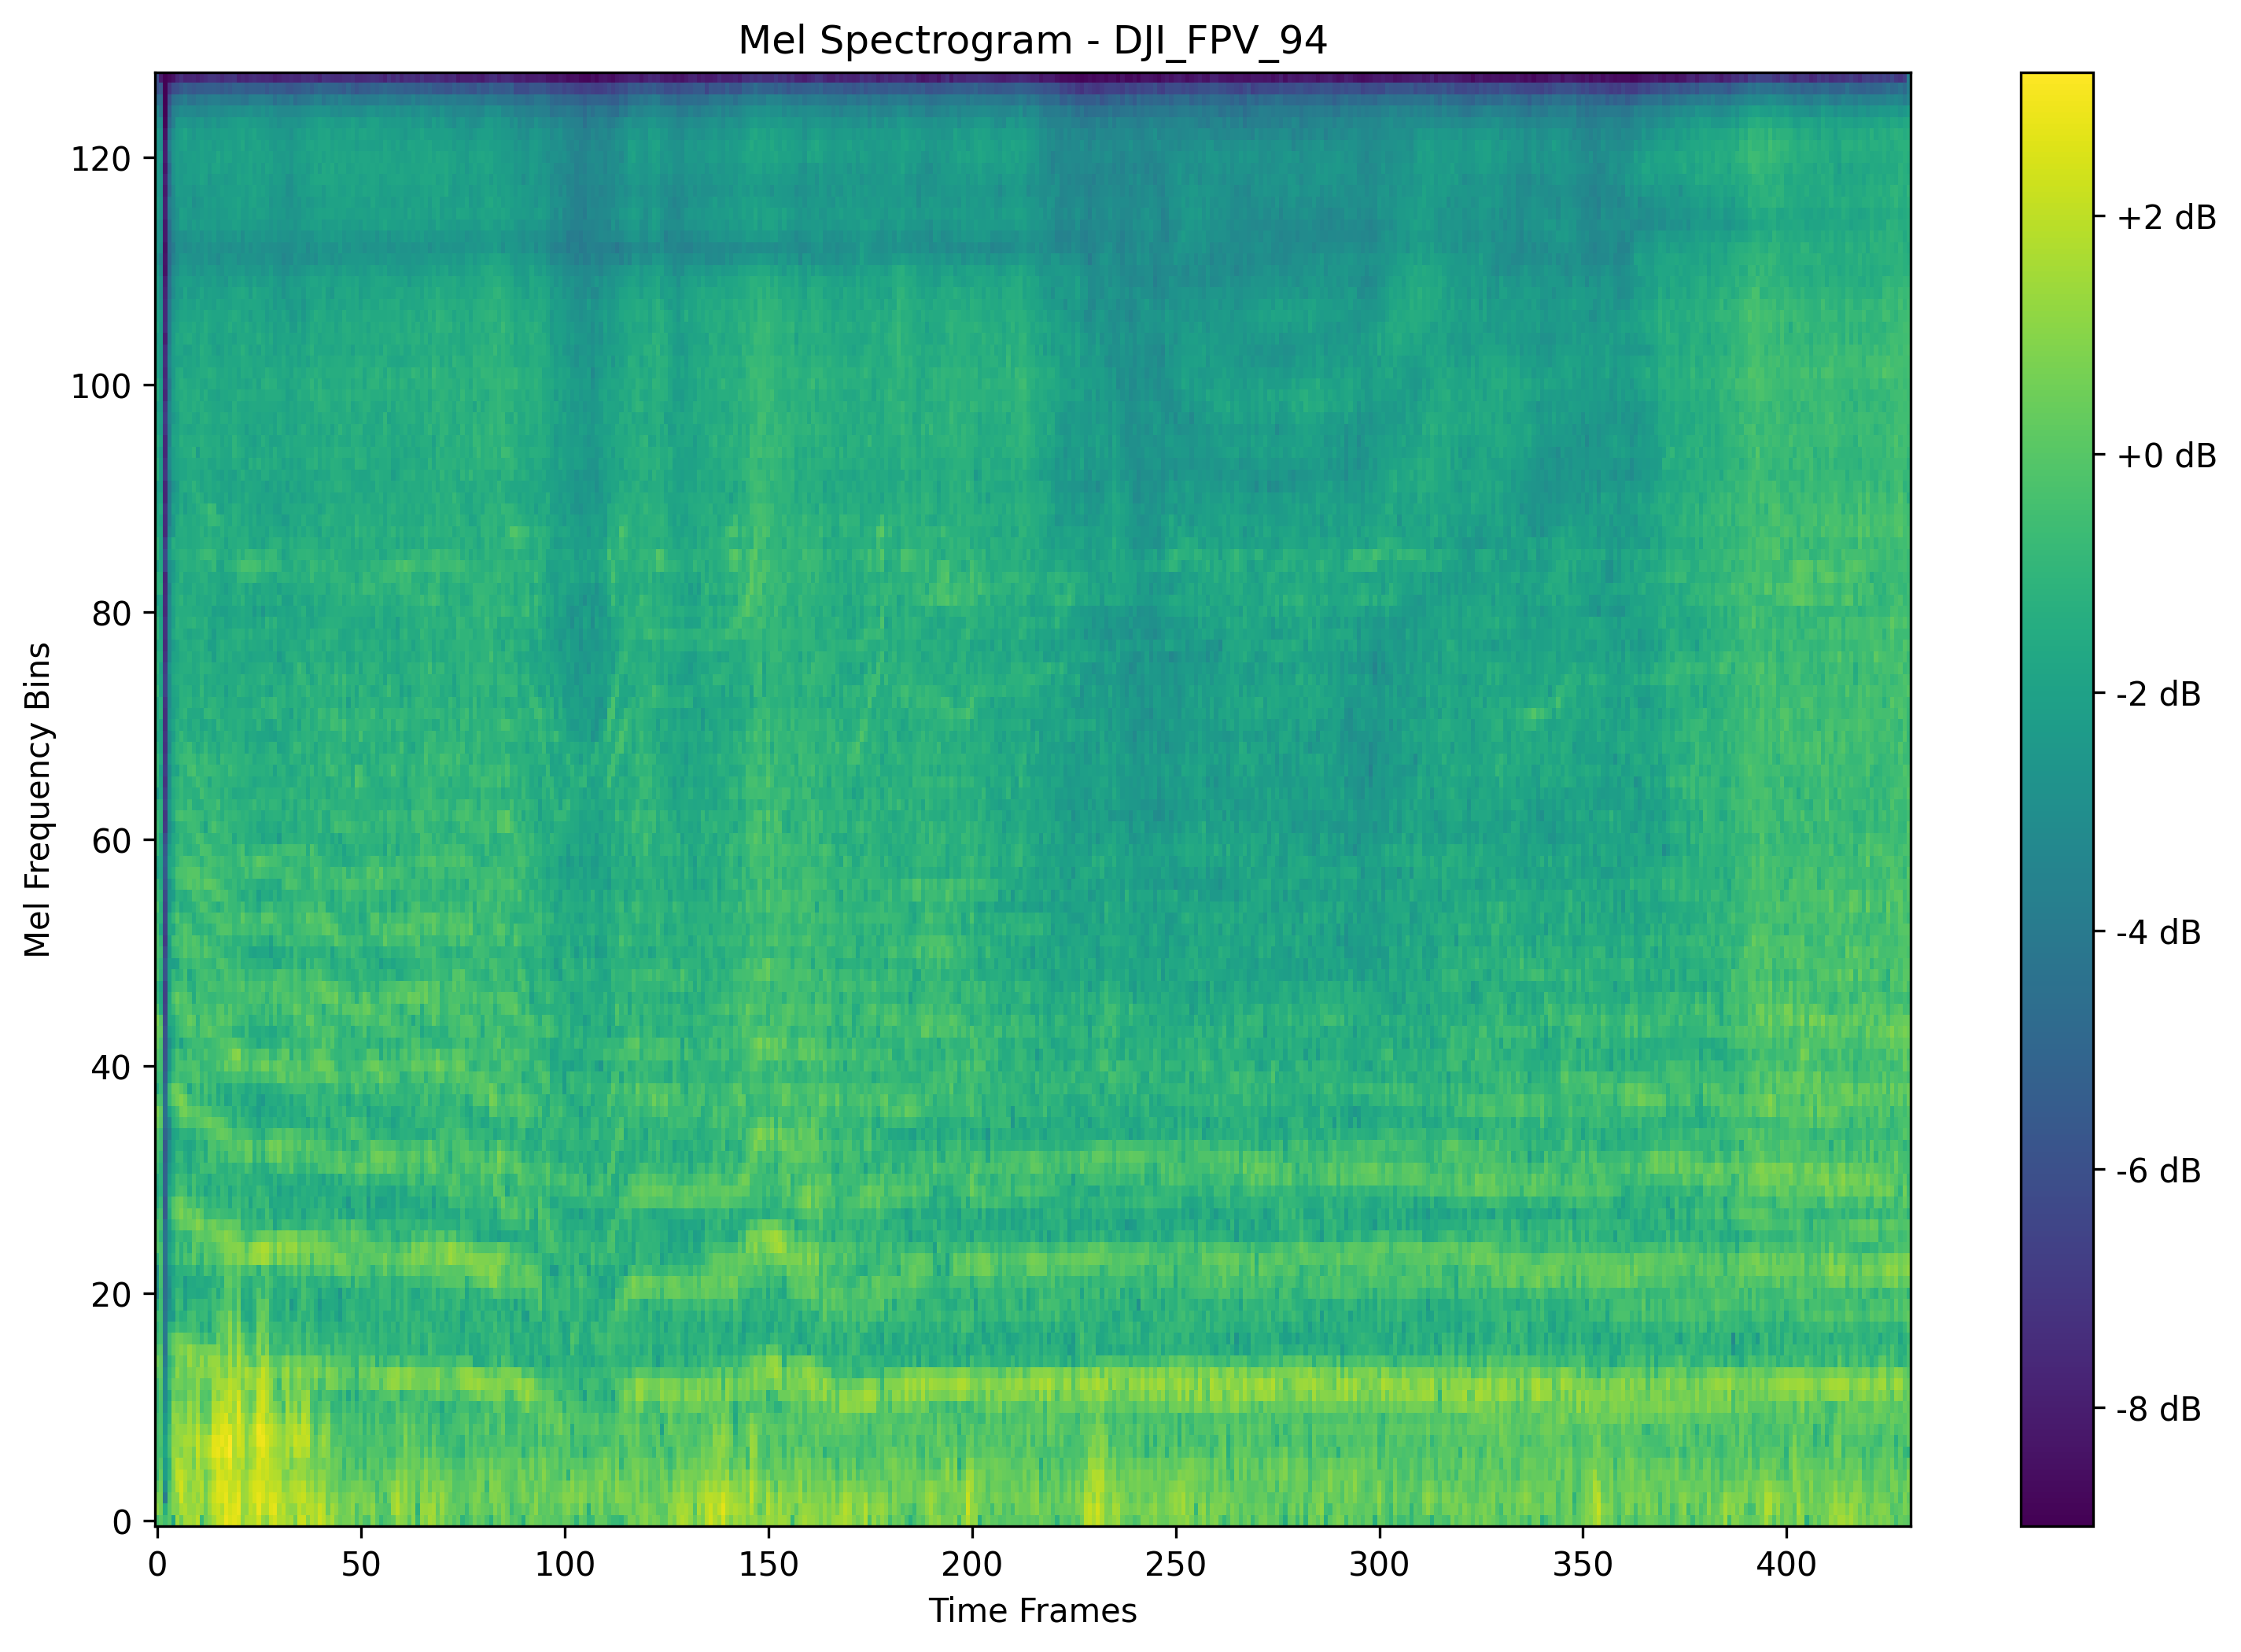 Mel Spectrogram - DJI_FPV_94
Mel Frequency Bins
120
100
80
60
40
20
0
0 50 100 150 200 250 300 350 400
Time Frames
+2 dB
+0 dB
-2 dB
-4 dB
-6 dB
-8 dB